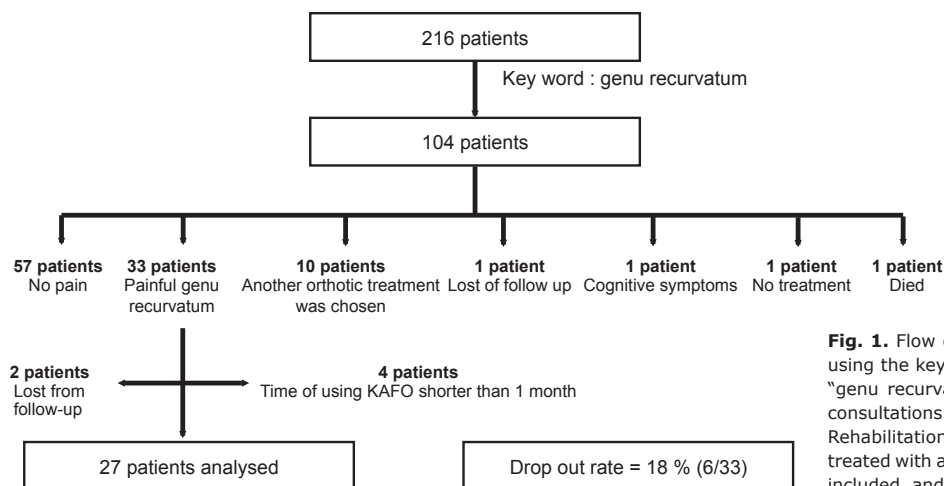 216 patients
Key word : genu recurvatum
104 patients
57 patients
No pain
33 patients
Painful genu
recurvatum
10 patients
Another orthotic treatment
was chosen
1 patient
Lost of follow up
1 patient
Cognitive symptoms
1 patient
No treatment
1 patient
Died
2 patients
Lost from
follow-up
4 patients
Time of using KAFO shorter than 1 month
27 patients analysed
Drop out rate = 18 % (6/33)
Fig. 1. Flow
using the key
"genu recurva
consultations
Rehabilitation
treated with a
included and